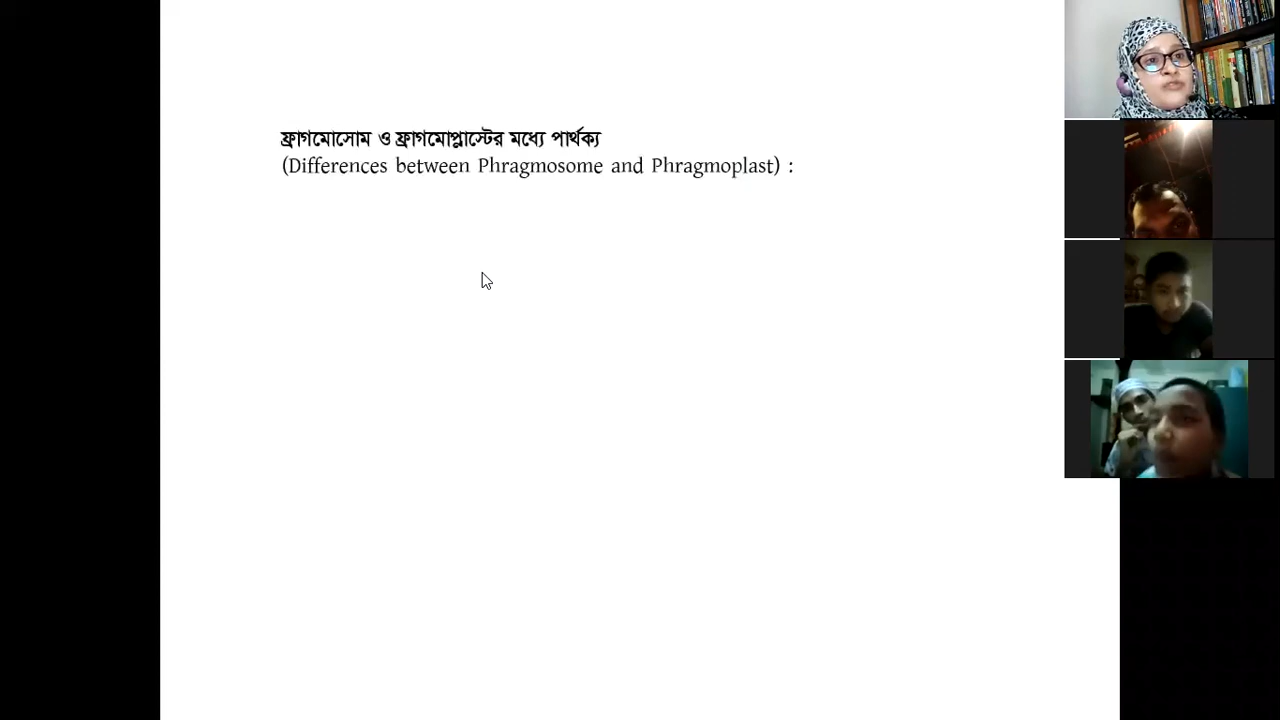 ফ্রাগমোসোম ও ফ্রাগমোপ্লাস্টের মধ্যে পার্থক্য
(Differences between Phragmosome and Phragmoplast) :